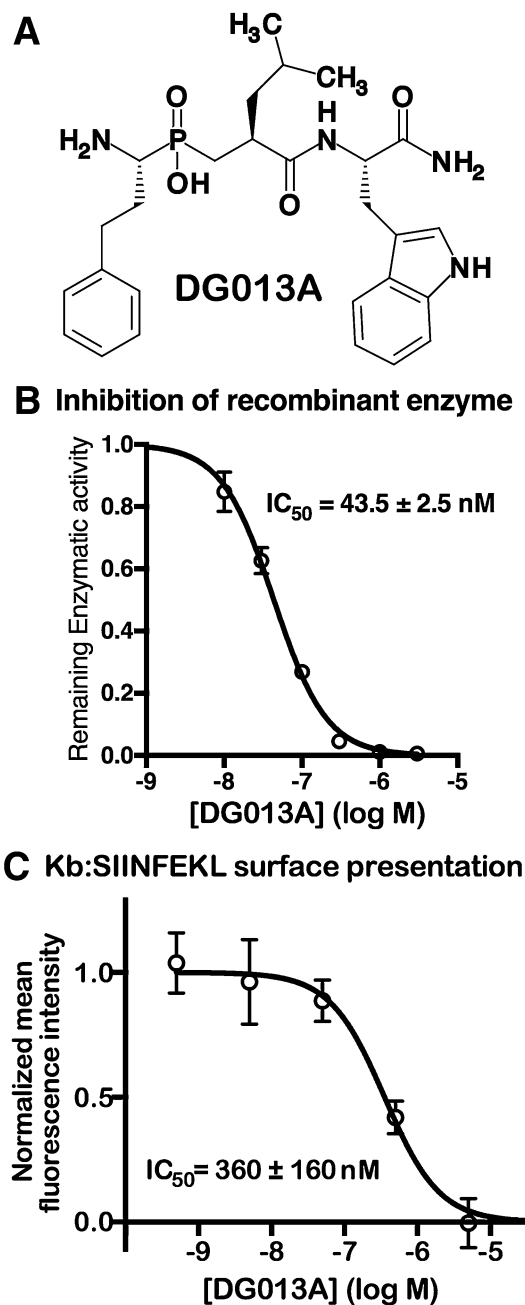 A
H₃C
CH₃
O
H
O
H₂N
P
N
NH₂
OH
O
NH
DG013A
B Inhibition of recombinant enzyme
Remaining Enzymatic activity
1.0
0.8
0.6
0.4
0.2
0.0
IC₅₀ = 43.5 ± 2.5 nM
-9 -8 -7 -6 -5
[DG013A] (log M)
C Kb:SIINFEKL surface presentation
Normalized mean
fluorescence intensity
1.0
0.5
0.0
IC₅₀= 360 ± 160 nM
-9 -8 -7 -6 -5
[DG013A] (log M)